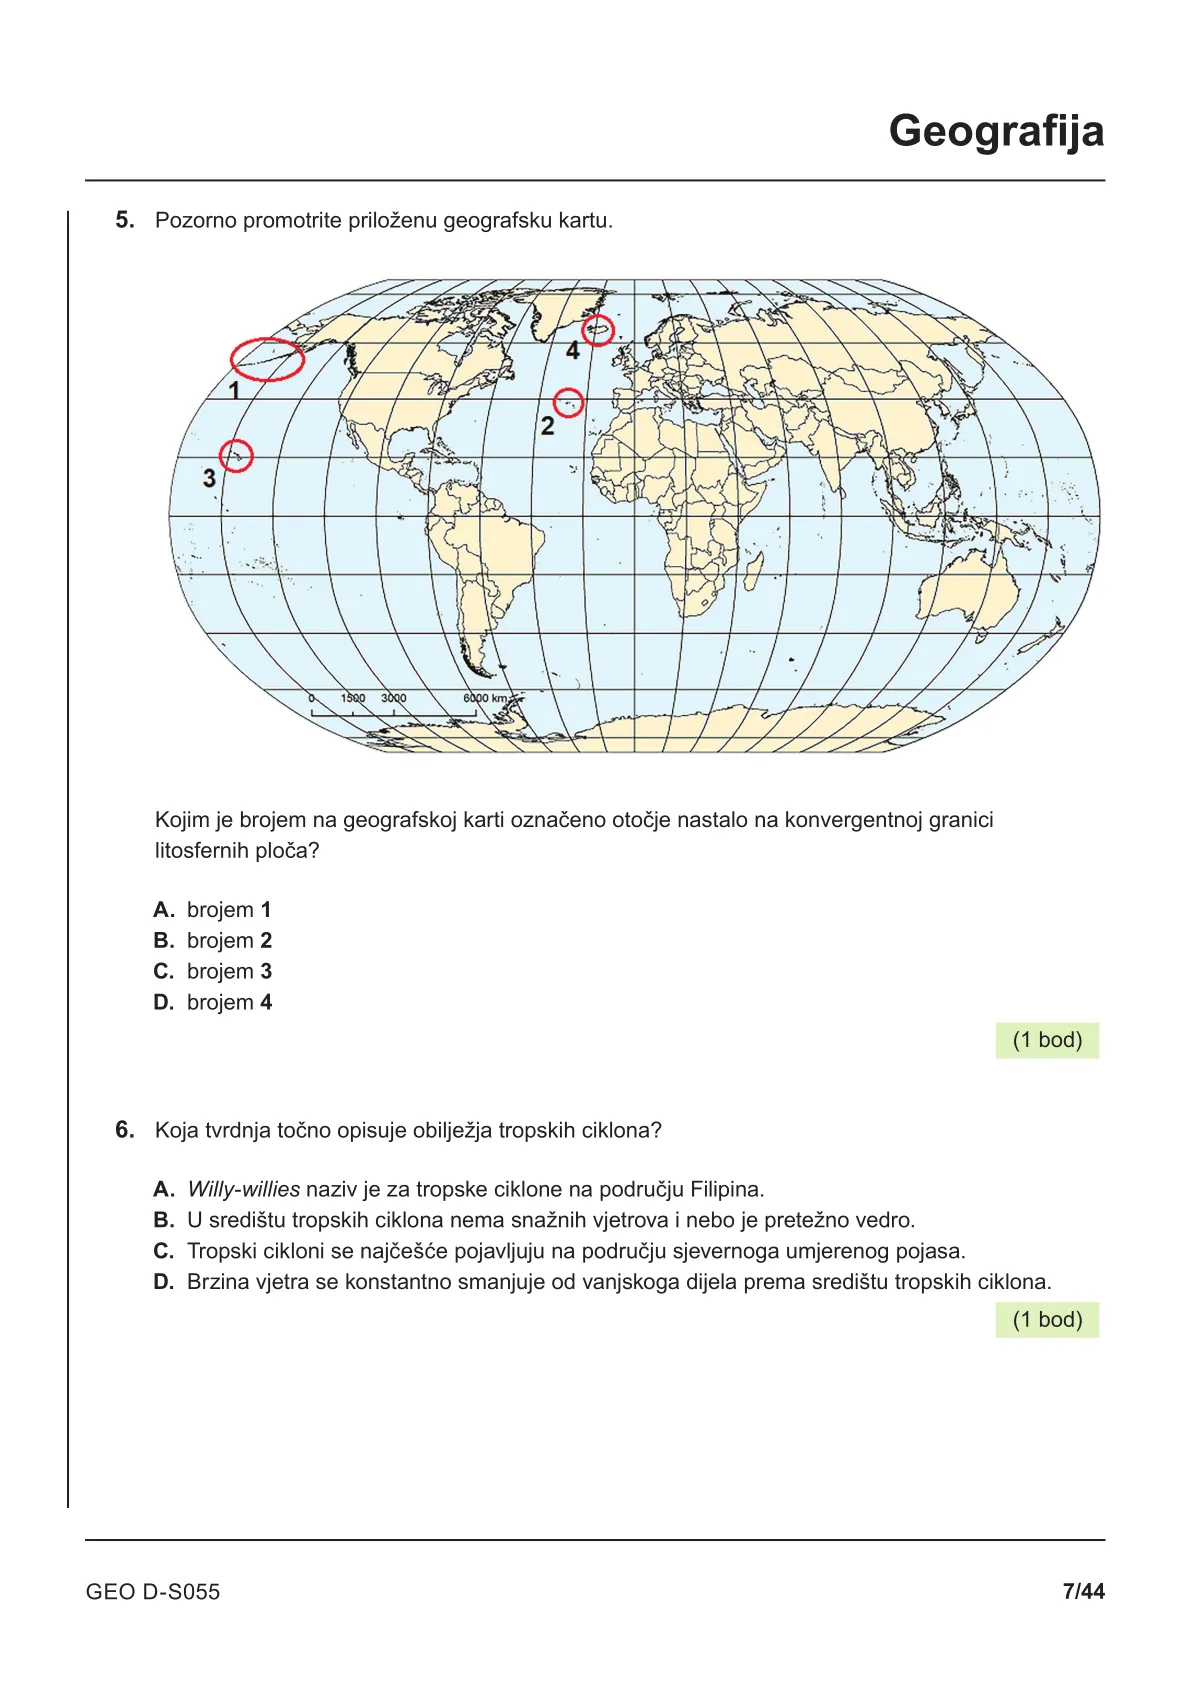 Geografija
5. Pozorno promotrite priloženu geografsku kartu.
4
1
2
3
0 1500 3000 6000 km
Kojim je brojem na geografskoj karti označeno otočje nastalo na konvergentnoj granici
litosfernih ploča?
A. brojem 1
B. brojem 2
C. brojem 3
D. brojem 4
(1 bod)
6. Koja tvrdnja točno opisuje obilježja tropskih ciklona?
A. Willy-willies naziv je za tropske ciklone na području Filipina.
B. U središtu tropskih ciklona nema snažnih vjetrova i nebo je pretežno vedro.
C. Tropski cikloni se najčešće pojavljuju na području sjevernoga umjerenog pojasa.
D. Brzina vjetra se konstantno smanjuje od vanjskoga dijela prema središtu tropskih ciklona.
(1 bod)
GEO D-S055
7/44